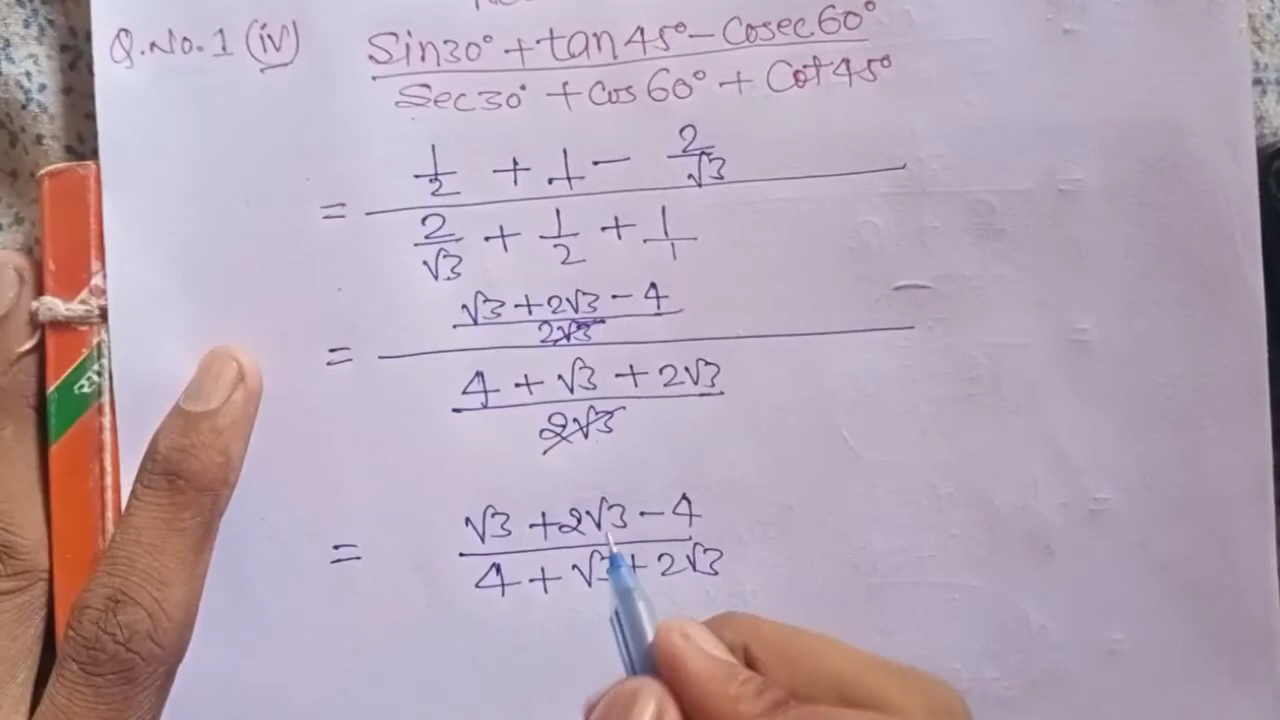 Q.No.1 (iv) Sin30° + tan45° - Cosec60°
Sec30° + Cos60° + Cot45°
1/2 + 1/1 - 2/√3
=
2/√3 + 1/2 + 1/1
√3 + 2√3 - 4
2√3
=
4 + √3 + 2√3
2√3
√3 + 2√3 - 4
=
4 + √3 + 2√3